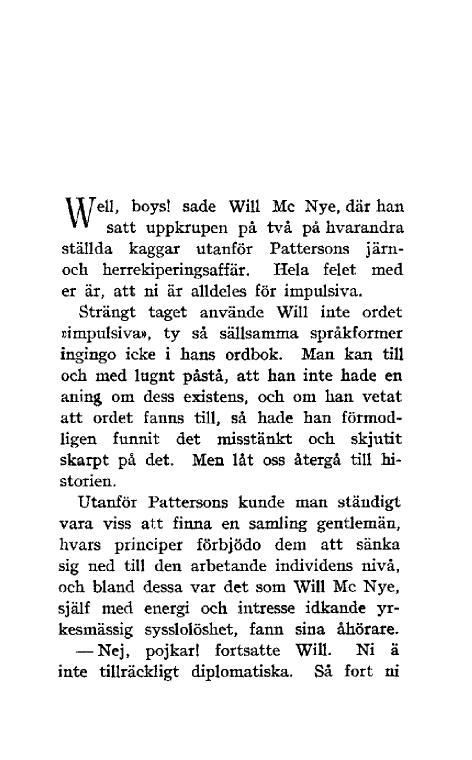 Well, boys! sade Will Mc Nye, där han
satt uppkrupen på två på hvarandra
ställda kaggar utanför Pattersons järn-
och herrekiperingsaffär. Hela felet med
er är, att ni är alldeles för impulsiva.
Strängt taget använde Will inte ordet
»impulsiva», ty så sällsamma språkformer
ingingo icke i hans ordbok. Man kan till
och med lugnt påstå, att han inte hade en
aning om dess existens, och om han vetat
att ordet fanns till, så hade han förmod-
ligen funnit det misstänkt och skjutit
skarpt på det. Men låt oss återgå till hi-
storien.
Utanför Pattersons kunde man ständigt
vara viss att finna en samling gentlemän,
hvars principer förbjödo dem att sänka
sig ned till den arbetande individens nivå,
och bland dessa var det som Will Mc Nye,
själf med energi och intresse idkande yr-
kesmässig sysslolöshet, fann sina åhörare.
— Nej, pojkar! fortsatte Will. Ni ä
inte tillräckligt diplomatiska. Så fort ni